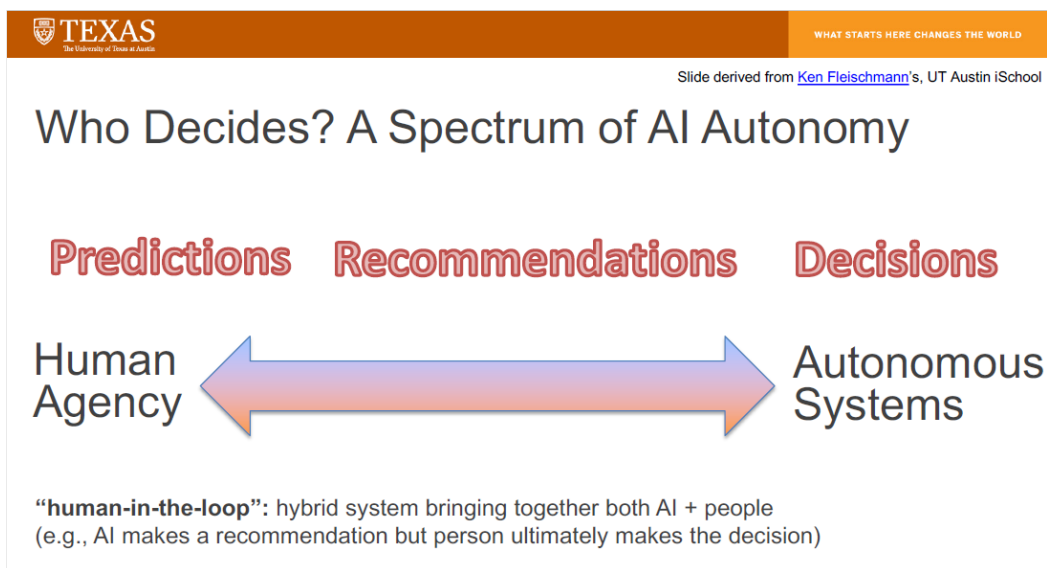 TEXAS
The University of Texas at Austin
WHAT STARTS HERE CHANGES THE WORLD
Slide derived from Ken Fleischmann's, UT Austin iSchool
Who Decides? A Spectrum of AI Autonomy
Predictions Recommendations Decisions
Human
Agency
Autonomous
Systems
“human-in-the-loop”: hybrid system bringing together both AI + people
(e.g., AI makes a recommendation but person ultimately makes the decision)